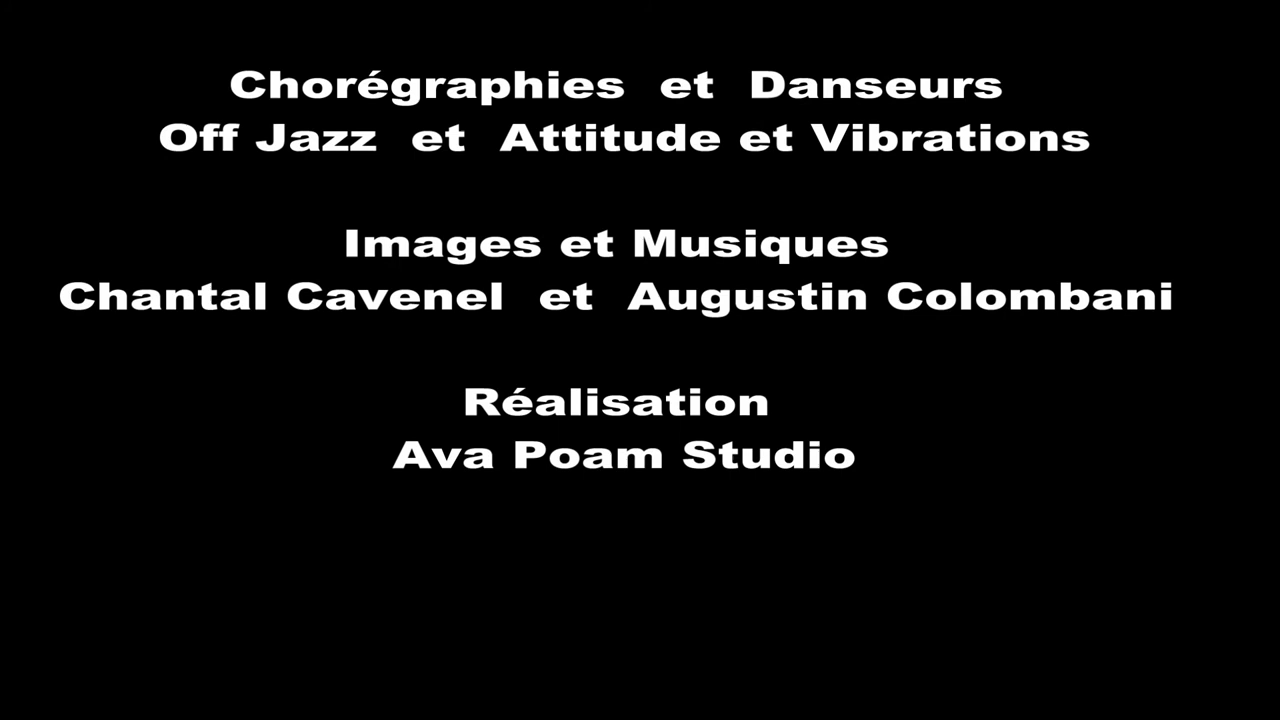 Chorégraphies et Danseurs
Off Jazz et Attitude et Vibrations
Images et Musiques
Chantal Cavenel et Augustin Colombani
Réalisation
Ava Poam Studio